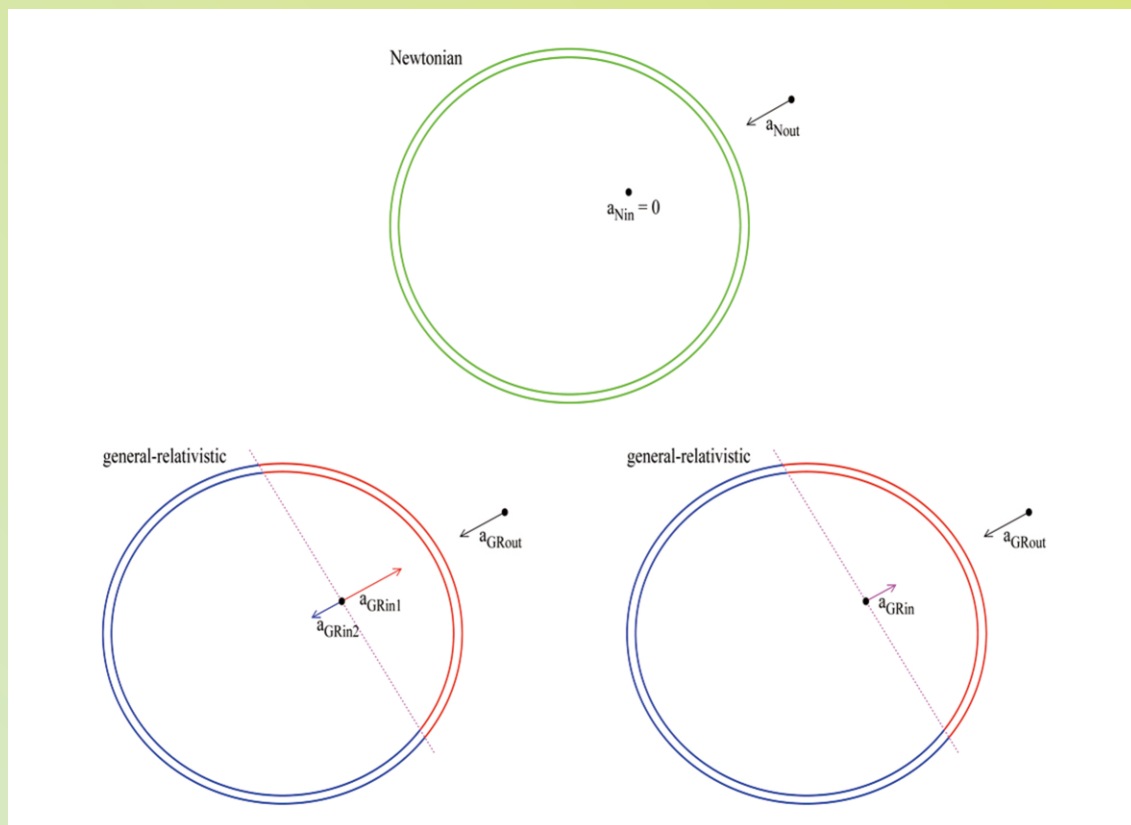 Newtonian
aNout
aNin = 0
general-relativistic
aGRout
aGRin1
aGRin2
general-relativistic
aGRout
aGRin